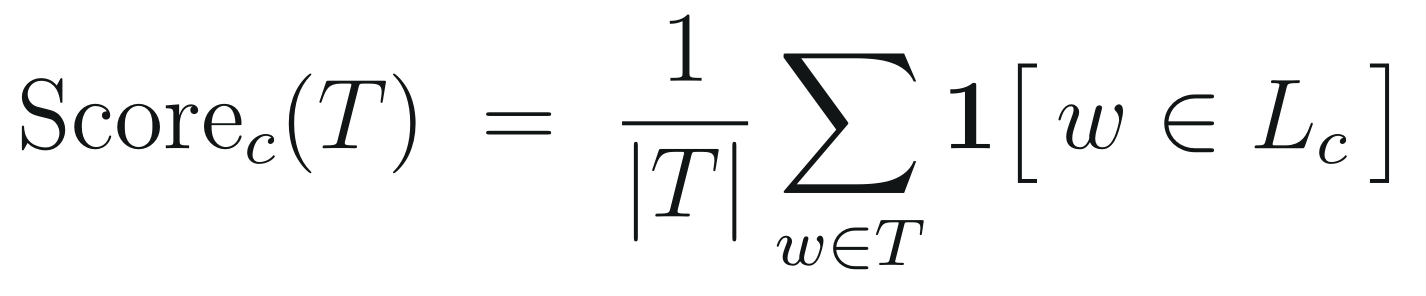 Score_c(T) = \frac{1}{|T|} \sum_{w \in T} \mathbf{1}[ w \in L_c ]